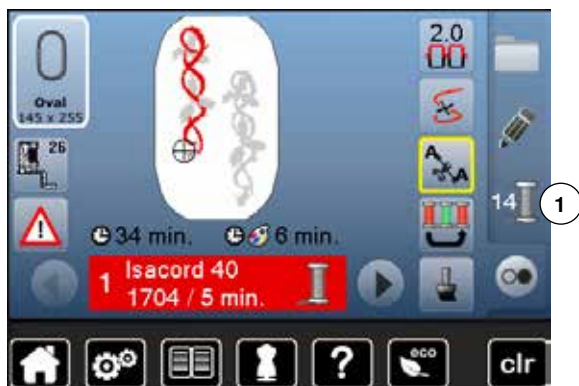 2.0
Oval
145 x 255
26
A
A
14
1
34 min.
6 min.
1
Isacord 40
1704 / 5 min.
?
eco
clr